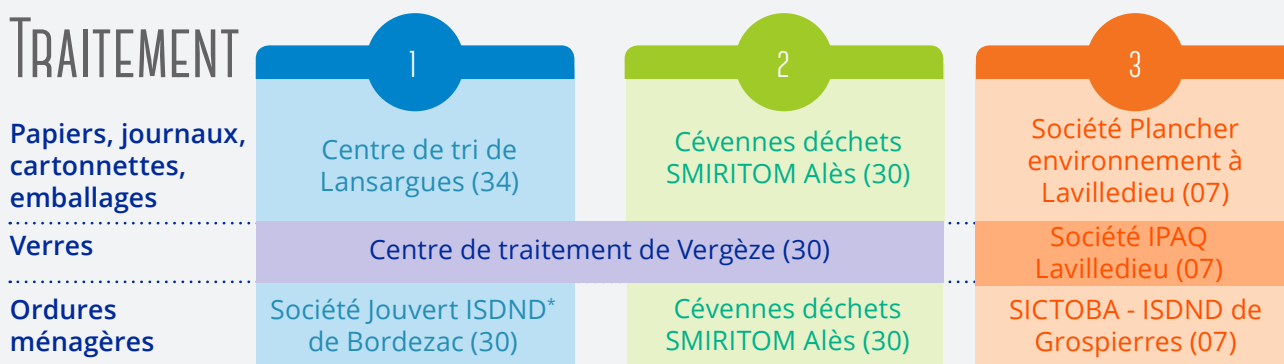 TRAITEMENT
1
2
3
Papiers, journaux,
cartonnettes,
emballages
Centre de tri de
Lansargues (34)
Cévennes déchets
SMIRITOM Alès (30)
Société Plancher
environnement à
Lavilledieu (07)
Verres
Centre de traitement de Vergèze (30)
Société IPAQ
Lavilledieu (07)
Ordures
ménagères
Société Jouvert ISDND*
de Bordezac (30)
Cévennes déchets
SMIRITOM Alès (30)
SICTOBA - ISDND de
Grospierres (07)